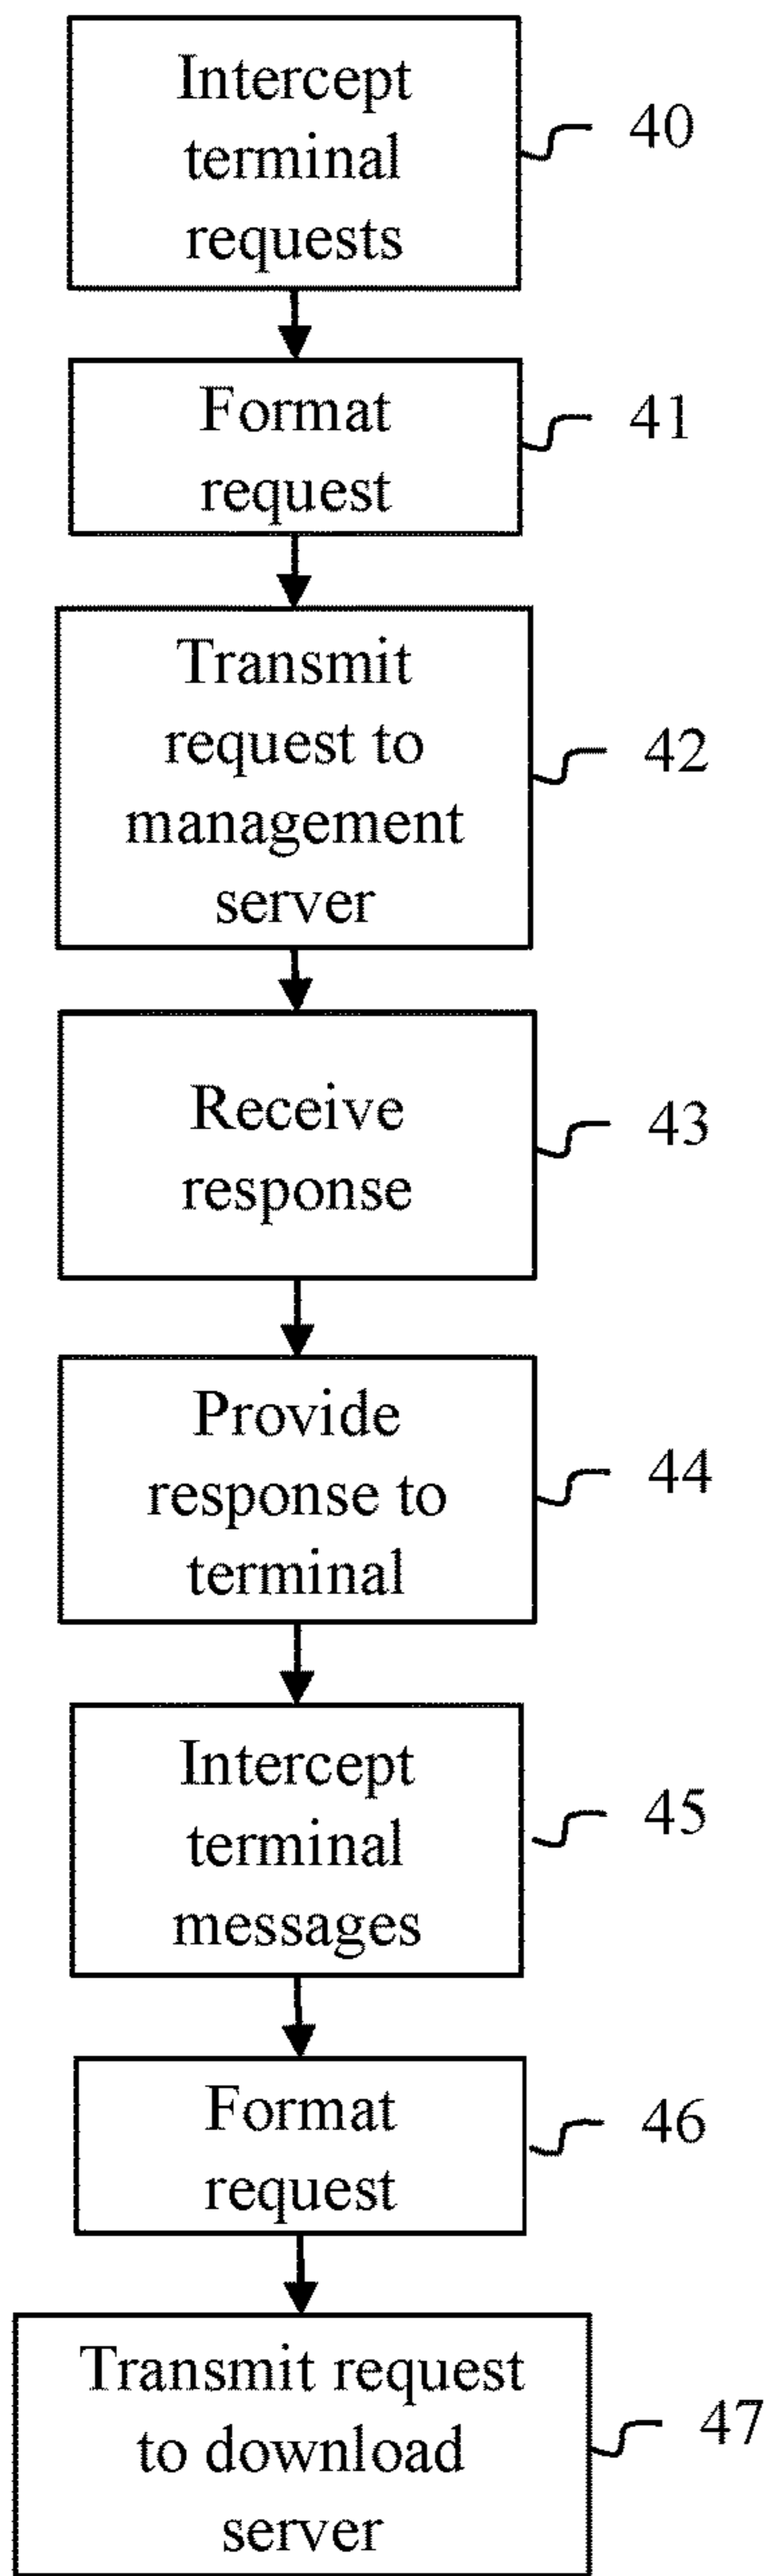 Intercept
terminal
requests
40
Format
request
41
Transmit
request to
management
server
42
Receive
response
43
Provide
response to
terminal
44
Intercept
terminal
messages
45
Format
request
46
Transmit request
to download
server
47